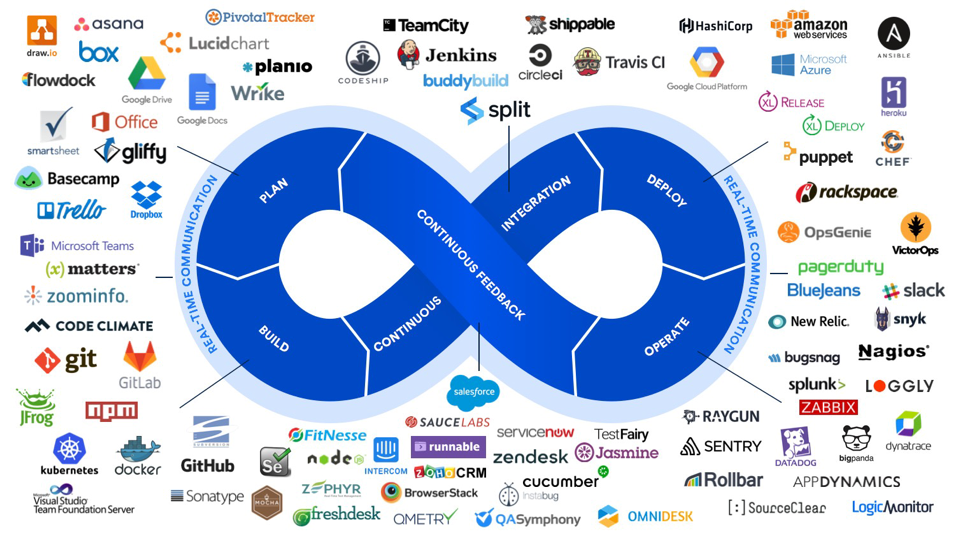 draw.io
asana
PivotalTracker
box
Lucidchart
flowdock
Google Drive
planio
Google Docs
Wrike
smartsheet
Office
gliffy
Basecamp
Trello
Dropbox
TeamCity
shippable
CODESHIP
Jenkins
circleci
Travis CI
buddybuild
split
HashiCorp
amazon
web services
ANSIBLE
Google Cloud Platform
Microsoft
Azure
XL RELEASE
heroku
XL DEPLOY
puppet
CHEF
rackspace
OpsGenie
VictorOps
Microsoft Teams
(x) matters
zoominfo
pagerduty
BlueJeans
slack
REAL-TIME COMMUNICATION
PLAN
CONTINUOUS FEEDBACK
INTEGRATION
DEPLOY
REAL-TIME COMMUNICATION
BUILD
CONTINUOUS
OPERATE
CODE CLIMATE
git
GitLab
JFrog
npm
kubernetes
docker
SUBVERSION
GitHub
Visual Studio
Team Foundation Server
Sonatype
salesforce
SAUCELABS
FitNesse
Se
node js
INTERCOM
runnable
servicenow
TestFairy
zendesk
Jasmine
ZOHO CRM
cucumber
MOCHA
ZEPHYR
BrowserStack
instabug
freshdesk
QMETRY
QASymphony
OMNIDESK
New Relic
snyk
bugsnag
Nagios
splunk>
LOGGLY
ZABBIX
RAYGUN
SENTRY
DATADOG
bigpanda
dynatrace
Rollbar
APPDYNAMICS
[:]SourceClear
LogicMonitor